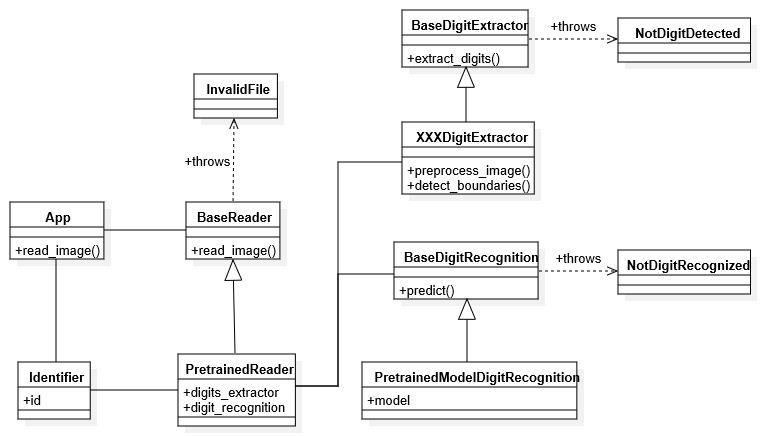 BaseDigitExtractor
+extract_digits()
+throws
NotDigitDetected
InvalidFile
+throws
XXXDigitExtractor
+preprocess_image()
+detect_boundaries()
App
+read_image()
BaseReader
+read_image()
BaseDigitRecognition
+predict()
+throws
NotDigitRecognized
Identifier
+id
PretrainedReader
+digits_extractor
+digit_recognition
PretrainedModelDigitRecognition
+model